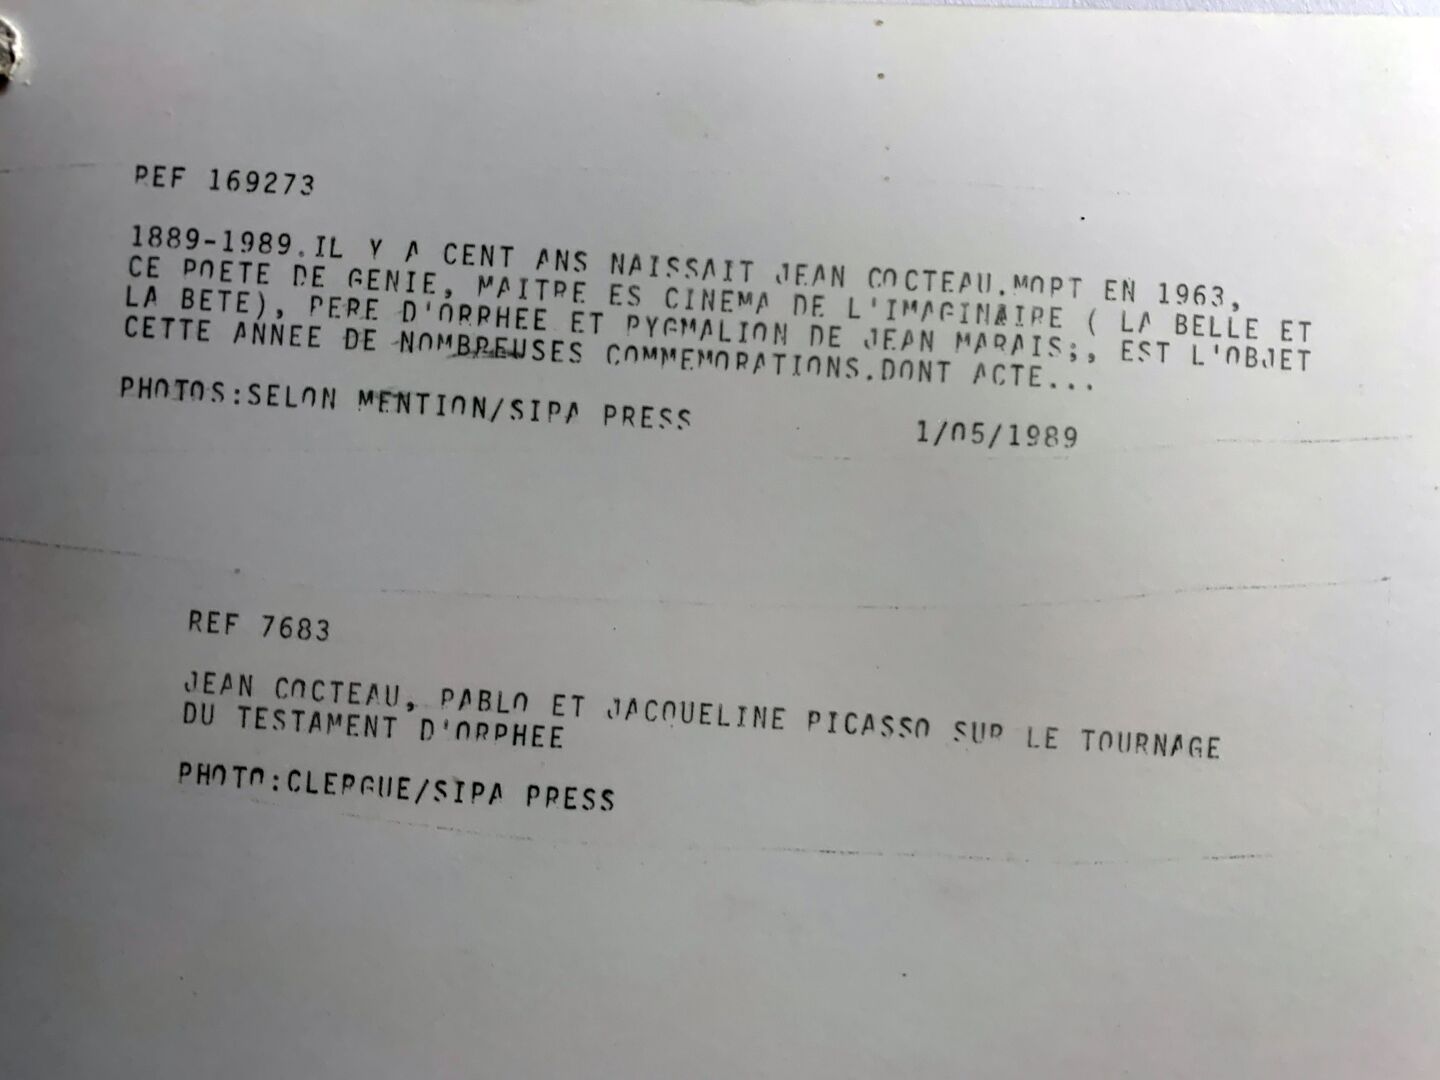 REF 169273
1889-1989.IL Y A CENT ANS NAISSAIT JEAN COCTEAU.MORT EN 1963,
CE POETE DE GENIE, MAITRE ES CINEMA DE L'IMAGINAIRE ( LA BELLE ET
LA BETE), PERE D'ORPHEE ET PYGMALION DE JEAN MARAIS;, EST L'OBJET
CETTE ANNEE DE NOMBREUSES COMMEMORATIONS.DONT ACTE...
PHOTOS:SELON MENTION/SIPA PRESS 1/05/1989
REF 7683
JEAN COCTEAU, PABLO ET JACQUELINE PICASSO SUR LE TOURNAGE
DU TESTAMENT D'ORPHEE
PHOTO:CLERGUE/SIPA PRESS